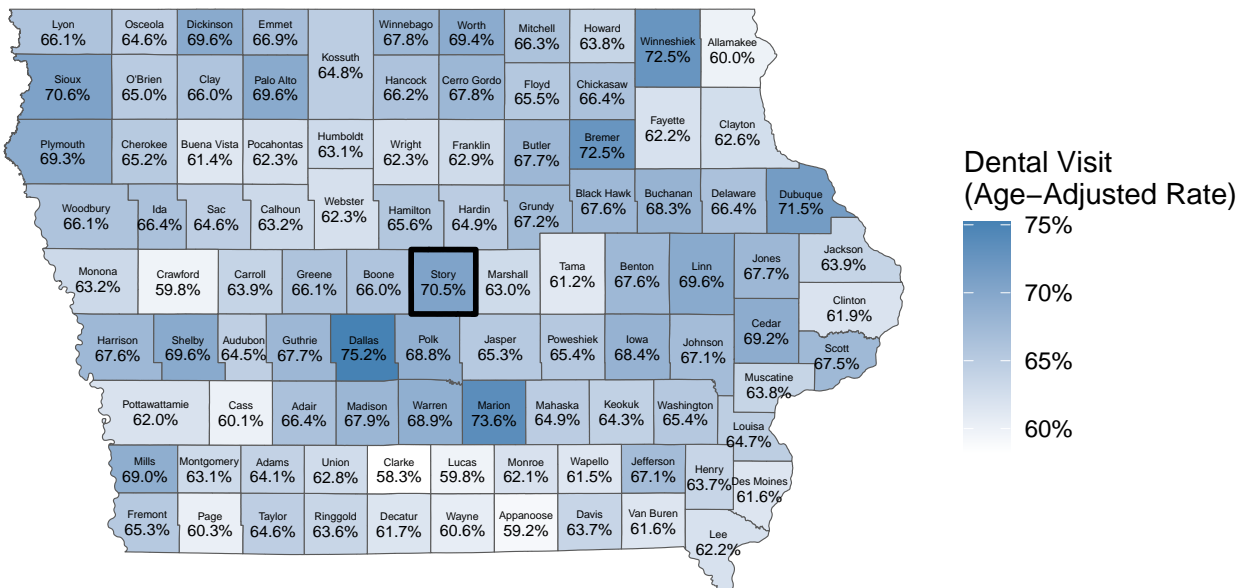 Lyon
66.1%
Osceola
64.6%
Dickinson
69.6%
Emmet
66.9%
Kossuth
64.8%
Winnebago
67.8%
Worth
69.4%
Mitchell
66.3%
Howard
63.8%
Winneshiek
72.5%
Allamakee
60.0%
Sioux
70.6%
O'Brien
65.0%
Clay
66.0%
Palo Alto
69.6%
Hancock
66.2%
Cerro Gordo
67.8%
Floyd
65.5%
Chickasaw
66.4%
Fayette
62.2%
Clayton
62.6%
Plymouth
69.3%
Cherokee
65.2%
Buena Vista
61.4%
Pocahontas
62.3%
Humboldt
63.1%
Wright
62.3%
Franklin
62.9%
Butler
67.7%
Bremer
72.5%
Woodbury
66.1%
Ida
66.4%
Sac
64.6%
Calhoun
63.2%
Webster
62.3%
Hamilton
65.6%
Hardin
64.9%
Grundy
67.2%
Black Hawk
67.6%
Buchanan
68.3%
Delaware
66.4%
Dubuque
71.5%
Monona
63.2%
Crawford
59.8%
Carroll
63.9%
Greene
66.1%
Boone
66.0%
Story
70.5%
Marshall
63.0%
Tama
61.2%
Benton
67.6%
Linn
69.6%
Jones
67.7%
Jackson
63.9%
Clinton
61.9%
Harrison
67.6%
Shelby
69.6%
Audubon
64.5%
Guthrie
67.7%
Dallas
75.2%
Polk
68.8%
Jasper
65.3%
Poweshiek
65.4%
Iowa
68.4%
Johnson
67.1%
Cedar
69.2%
Scott
67.5%
Muscatine
63.8%
Pottawattamie
62.0%
Cass
60.1%
Adair
66.4%
Madison
67.9%
Warren
68.9%
Marion
73.6%
Mahaska
64.9%
Keokuk
64.3%
Washington
65.4%
Louisa
64.7%
Mills
69.0%
Montgomery
63.1%
Adams
64.1%
Union
62.8%
Clarke
58.3%
Lucas
59.8%
Monroe
62.1%
Wapello
61.5%
Jefferson
67.1%
Henry
63.7%
Des Moines
61.6%
Fremont
65.3%
Page
60.3%
Taylor
64.6%
Ringgold
63.6%
Decatur
61.7%
Wayne
60.6%
Appanoose
59.2%
Davis
63.7%
Van Buren
61.6%
Lee
62.2%
Dental Visit
(Age−Adjusted Rate)
75%
70%
65%
60%